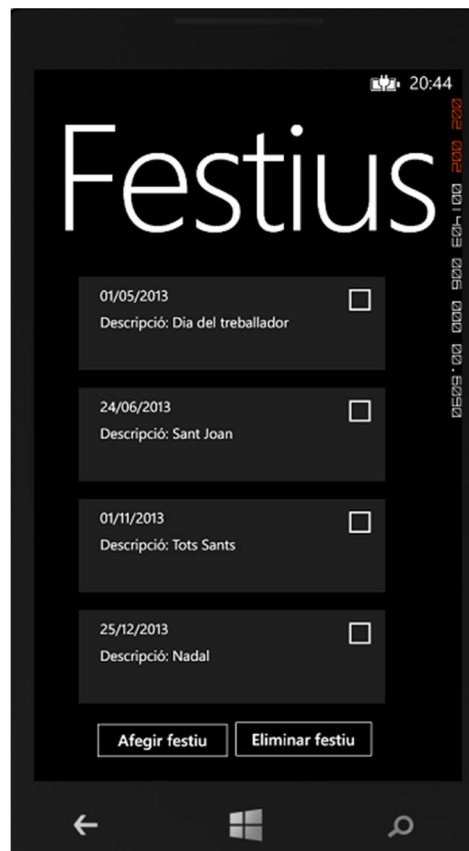 20:44
Festius
01/05/2013
Descripció: Dia del treballador
24/06/2013
Descripció: Sant Joan
01/11/2013
Descripció: Tots Sants
25/12/2013
Descripció: Nadal
Afegir festiu
Eliminar festiu